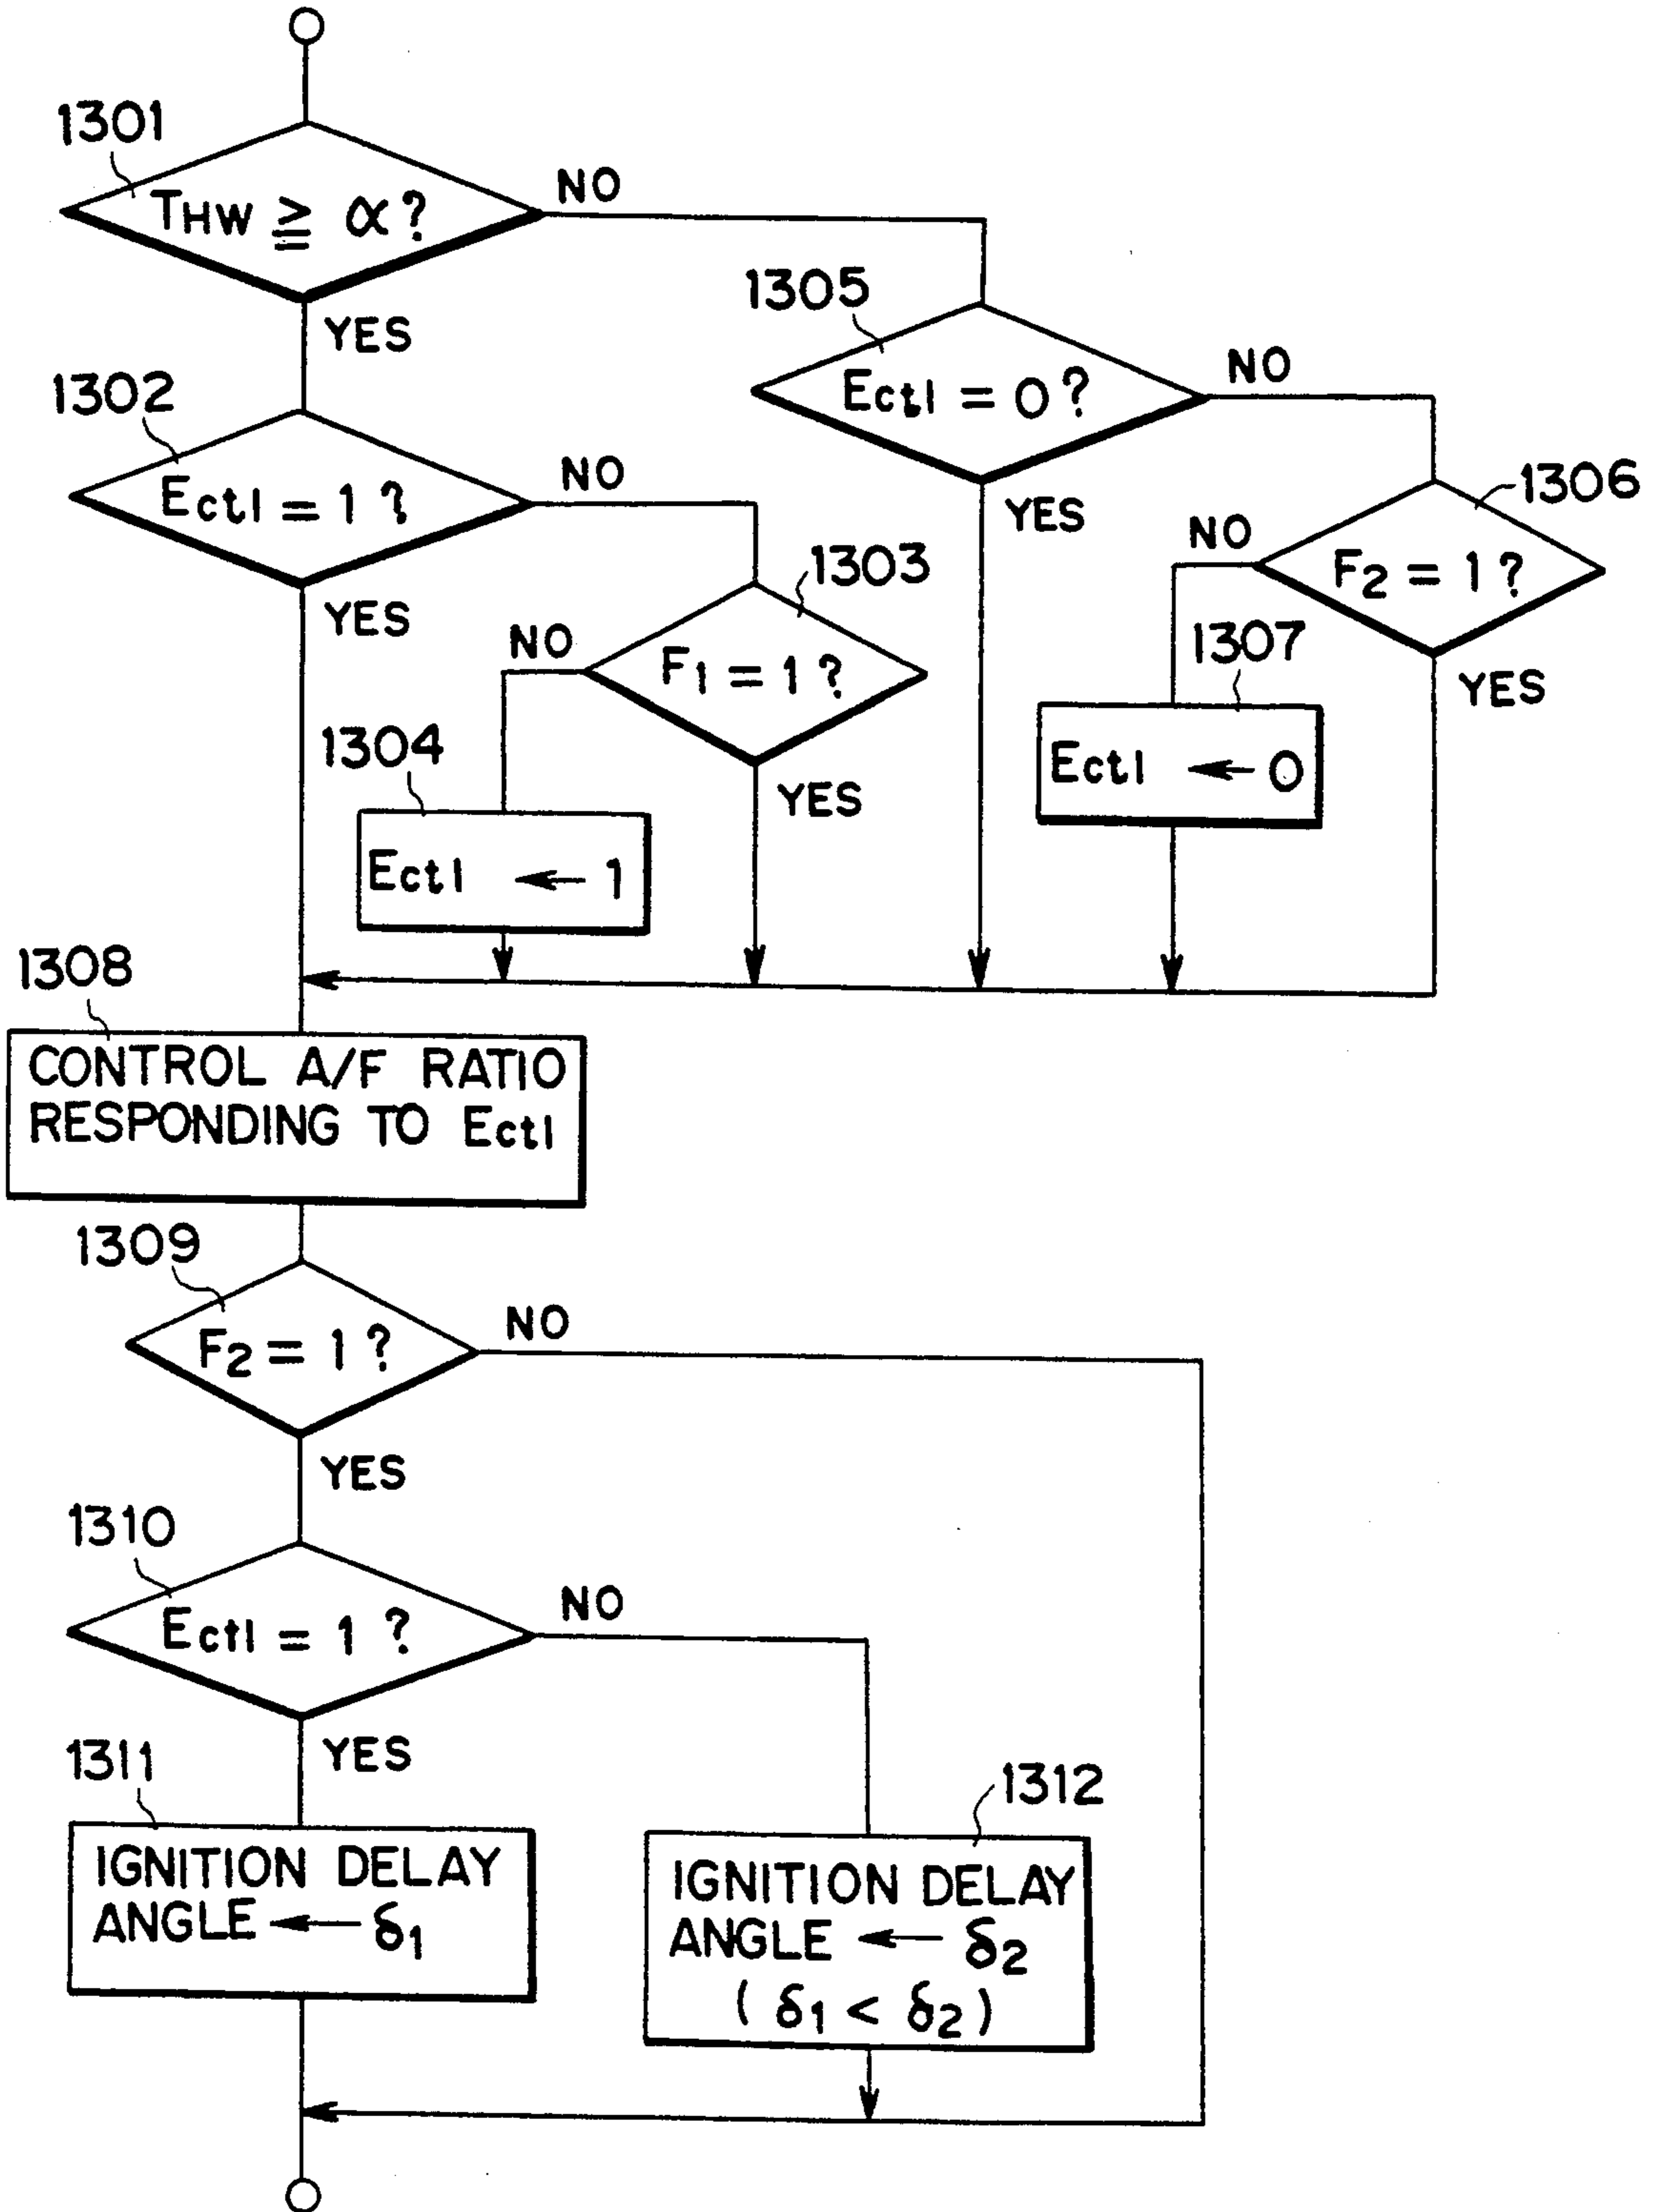 1301
THW ≧ α?
NO
YES
1305
Ectl = 0?
NO
YES
1302
Ectl = 1 ?
NO
YES
1306
F2 = 1?
NO
YES
1303
F1 = 1?
NO
YES
1307
Ectl ← 0
1304
Ectl ← 1
1308
CONTROL A/F RATIO
RESPONDING TO Ectl
1309
F2 = 1?
NO
YES
1310
Ectl = 1 ?
NO
YES
1311
IGNITION DELAY
ANGLE ← δ1
1312
IGNITION DELAY
ANGLE ← δ2
( δ1 < δ2 )